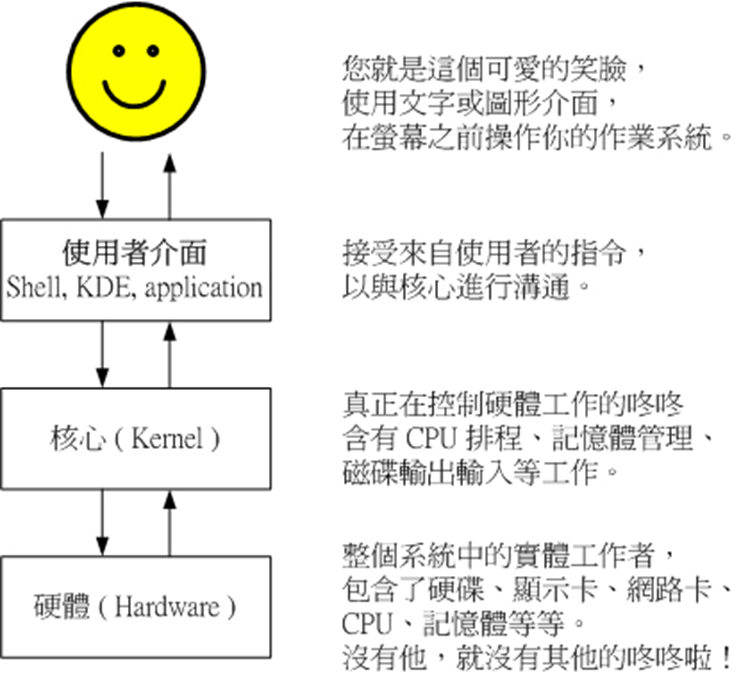 您就是這個可愛的笑臉，
使用文字或圖形介面，
在螢幕之前操作你的作業系統。
使用者介面
Shell, KDE, application
接受來自使用者的指令，
以與核心進行溝通。
核心 ( Kernel )
真正在控制硬體工作的咚咚
含有 CPU 排程、記憶體管理、
磁碟輸出輸入等工作。
硬體 ( Hardware )
整個系統中的實體工作者，
包含了硬碟、顯示卡、網路卡、
CPU、記憶體等等。
沒有他，就沒有其他的咚咚啦！